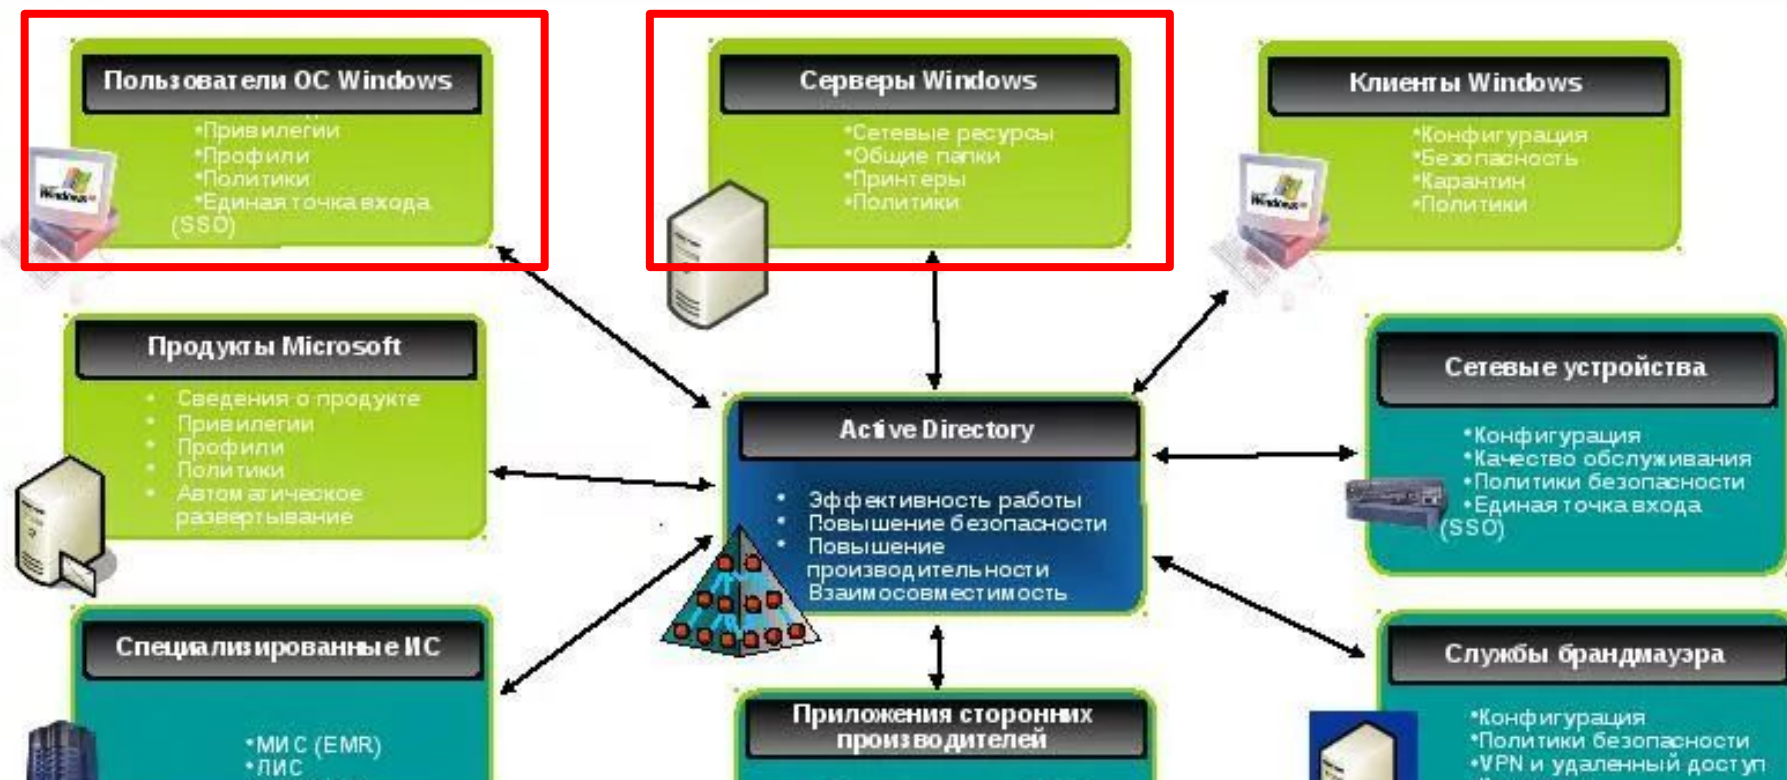 Пользователи ОС Windows
•Привилегии
•Профили
•Политики
•Единая точка входа
(SSO)
Серверы Windows
•Сетевые ресурсы
•Общие папки
•Принтеры
•Политики
Клиенты Windows
•Конфигурация
•Безопасность
•Карантин
•Политики
Продукты Microsoft
• Сведения о продукте
• Привилегии
• Профили
• Политики
• Автоматическое
развертывание
Active Directory
• Эффективность работы
• Повышение безопасности
• Повышение
производительности
Взаимосовместимость
Сетевые устройства
•Конфигурация
•Качество обслуживания
•Политики безопасности
•Единая точка входа
(SSO)
Специализированные ИС
•МИС (EMR)
•ЛИС
Приложения сторонних
производителей
Службы брандмауэра
•Конфигурация
•Политики безопасности
•VPN и удаленный доступ